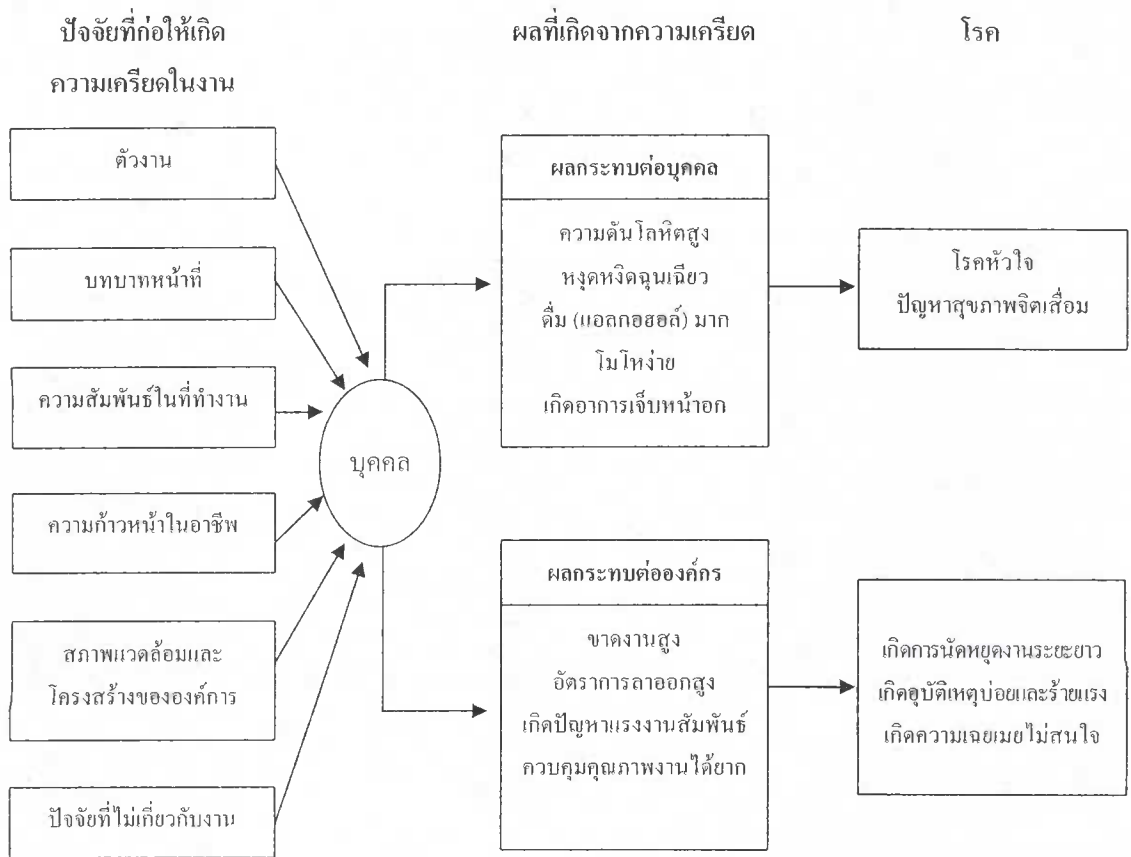 ปัจจัยที่ก่อให้เกิด
ความเครียดในงาน
ผลที่เกิดจากความเครียด
โรค
ตัวงาน
บทบาทหน้าที่
ความสัมพันธ์ในที่ทำงาน
ความก้าวหน้าในอาชีพ
สภาพแวดล้อมและ
โครงสร้างขององค์การ
ปัจจัยที่ไม่เกี่ยวกับงาน
บุคคล
ผลกระทบต่อบุคคล
ความดันโลหิตสูง
หงุดหงิดฉุนเฉียว
ดื่ม (แอลกอฮอล์) มาก
โมโหง่าย
เกิดอาการเจ็บหน้าอก
โรคหัวใจ
ปัญหาสุขภาพจิตเสื่อม
ผลกระทบต่อองค์กร
ขาดงานสูง
อัตราการลาออกสูง
เกิดปัญหาแรงงานสัมพันธ์
ควบคุมคุณภาพงานได้ยาก
เกิดการนัดหยุดงานระยะยาว
เกิดอุบัติเหตุบ่อยและร้ายแรง
เกิดความเฉยเมยไม่สนใจ